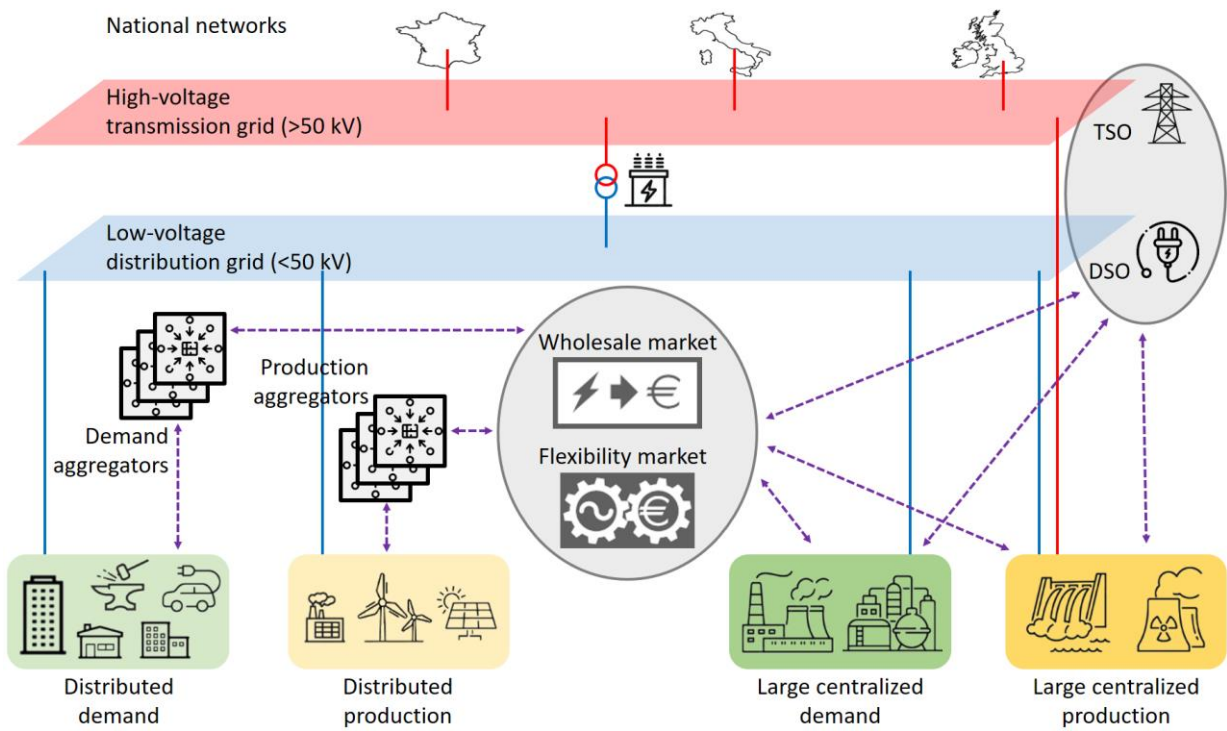 National networks
High-voltage
transmission grid (>50 kV)
TSO
Low-voltage
distribution grid (<50 kV)
DSO
Wholesale market
€
Production
aggregators
Demand
aggregators
Flexibility market
€
Distributed
demand
Distributed
production
Large centralized
demand
Large centralized
production